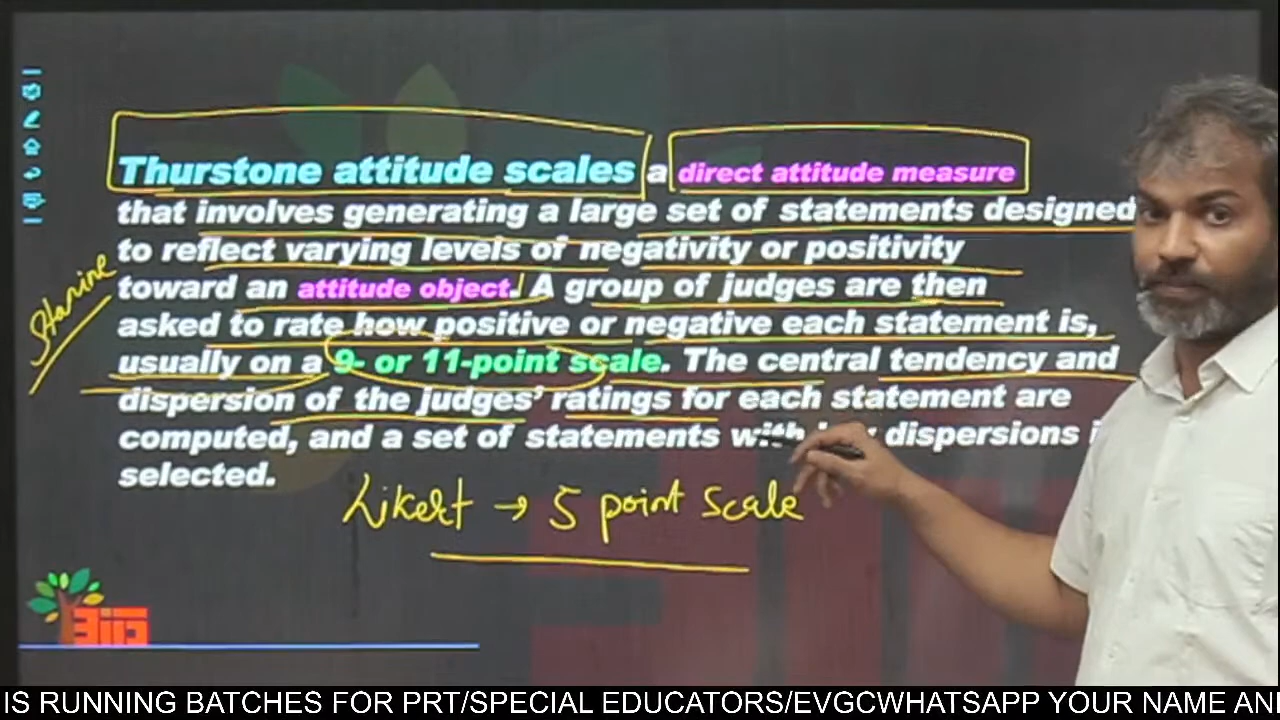 Thurstone attitude scales a direct attitude measure
that involves generating a large set of statements designed
to reflect varying levels of negativity or positivity
toward an attitude object. A group of judges are then
asked to rate how positive or negative each statement is,
usually on a 9- or 11-point scale. The central tendency and
dispersion of the judges' ratings for each statement are
computed, and a set of statements with low dispersions
selected.
Stanine
Likert → 5 point scale
IS RUNNING BATCHES FOR PRT/SPECIAL EDUCATORS/EVGCWHATSAPP YOUR NAME AN